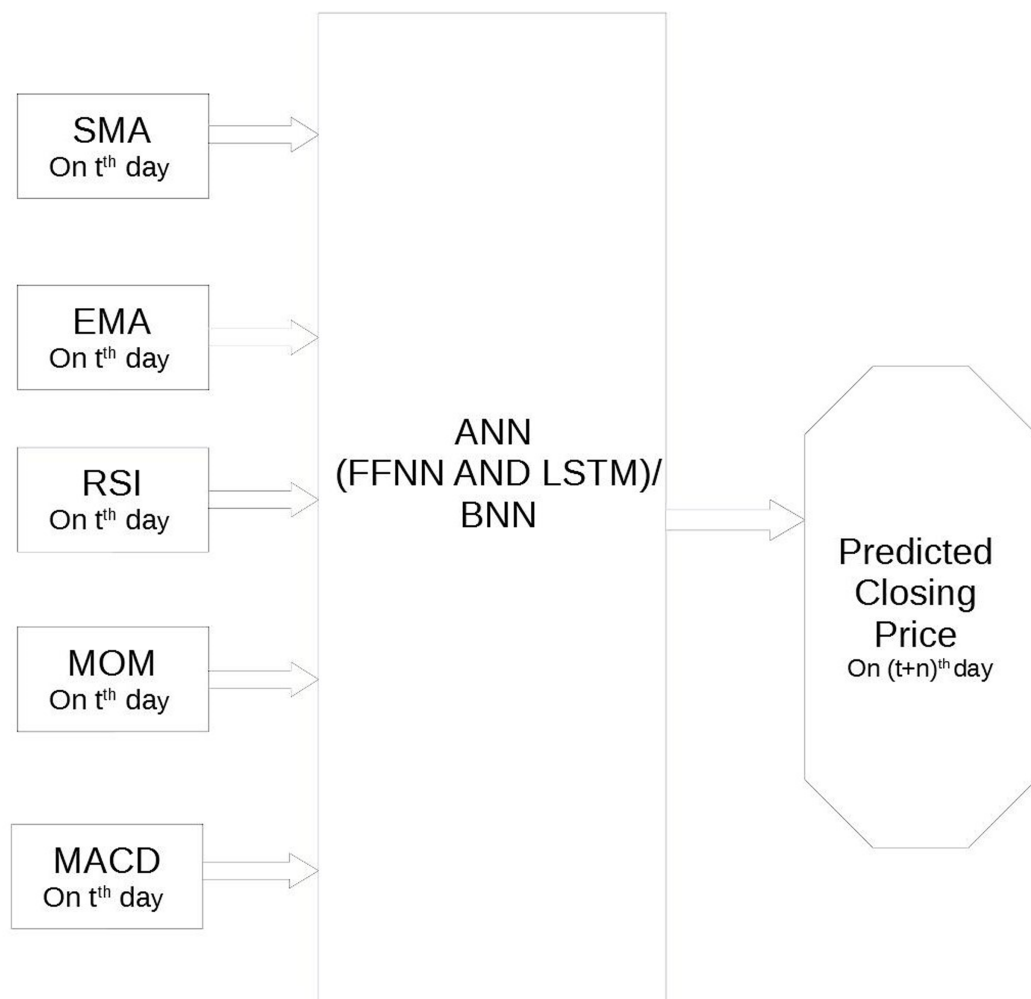 SMA
On tth day
EMA
On tth day
RSI
On tth day
MOM
On tth day
MACD
On tth day
ANN
(FFNN AND LSTM)/
BNN
Predicted
Closing
Price
On (t+n)th day